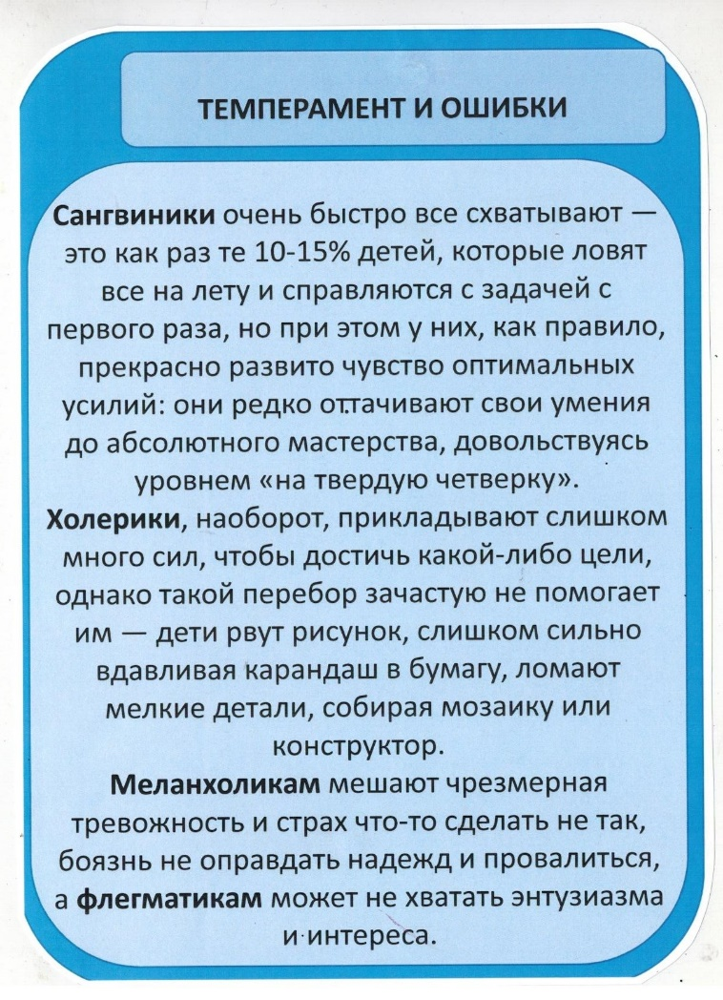 ТЕМПЕРАМЕНТ И ОШИБКИ
Сангвиники очень быстро все схватывают —
это как раз те 10-15% детей, которые ловят
все на лету и справляются с задачей с
первого раза, но при этом у них, как правило,
прекрасно развито чувство оптимальных
усилий: они редко оттачивают свои умения
до абсолютного мастерства, довольствуясь
уровнем «на твердую четверку».
Холерики, наоборот, прикладывают слишком
много сил, чтобы достичь какой-либо цели,
однако такой перебор зачастую не помогает
им — дети рвут рисунок, слишком сильно
вдавливая карандаш в бумагу, ломают
мелкие детали, собирая мозаику или
конструктор.
Меланхоликам мешают чрезмерная
тревожность и страх что-то сделать не так,
боязнь не оправдать надежд и провалиться,
а флегматикам может не хватать энтузиазма
и интереса.